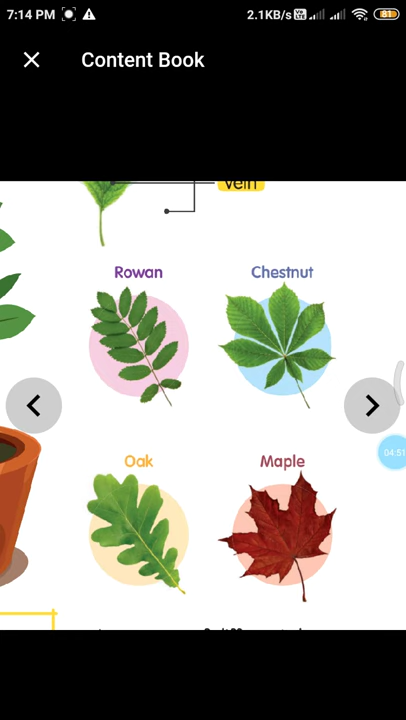 7:14 PM 2.1KB/s 81
Content Book
Vein
Rowan Chestnut
Oak Maple
04:51